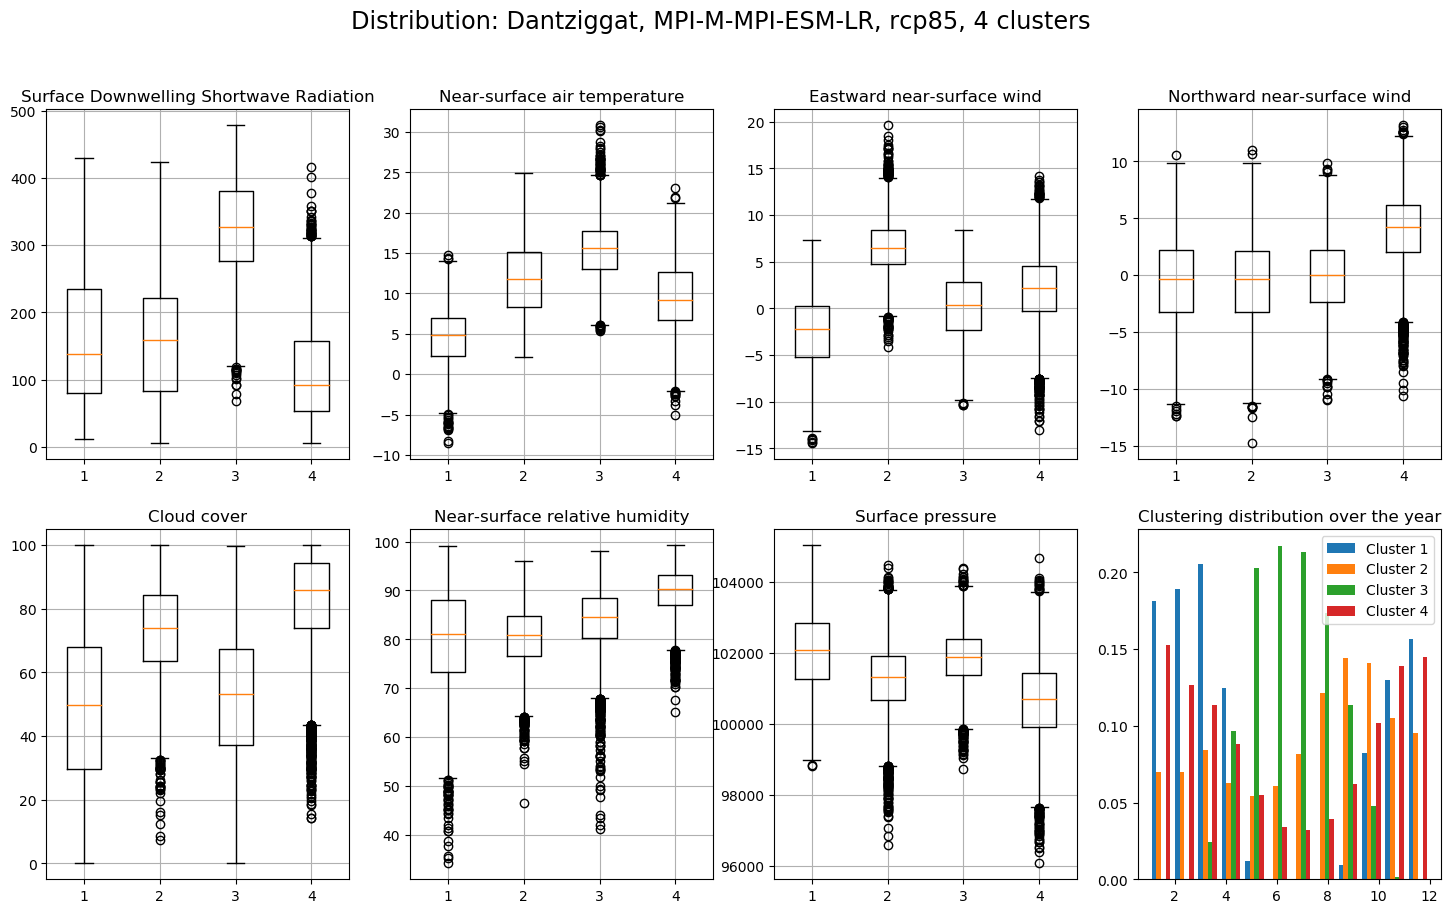 Distribution: Dantziggat, MPI-M-MPI-ESM-LR, rcp85, 4 clusters
Surface Downwelling Shortwave Radiation
500
400
300
200
100
0
1 2 3 4
Near-surface air temperature
30
25
20
15
10
5
0
−5
−10
1 2 3 4
Eastward near-surface wind
20
15
10
5
0
−5
−10
−15
1 2 3 4
Northward near-surface wind
10
5
0
−5
−10
−15
1 2 3 4
Cloud cover
100
80
60
40
20
0
1 2 3 4
Near-surface relative humidity
100
90
80
70
60
50
40
1 2 3 4
Surface pressure
104000
102000
100000
98000
96000
1 2 3 4
Clustering distribution over the year
Cluster 1
Cluster 2
Cluster 3
Cluster 4
0.20
0.15
0.10
0.05
0.00
2 4 6 8 10 12